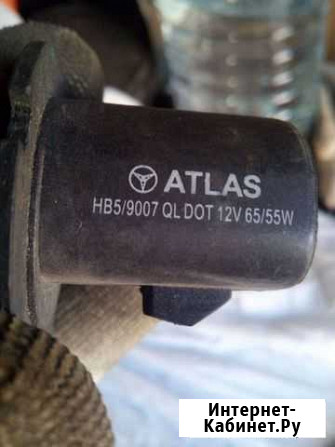 ATLAS
HB5/9007 QL DOT 12V 65/55W
Интернет-
Кабинет.Ру